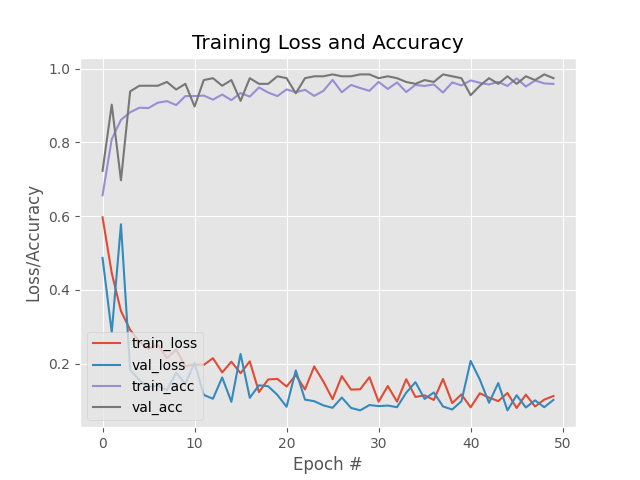 Training Loss and Accuracy
1.0
0.8
0.6
0.4
0.2
Loss/Accuracy
train_loss
val_loss
train_acc
val_acc
0 10 20 30 40 50
Epoch #